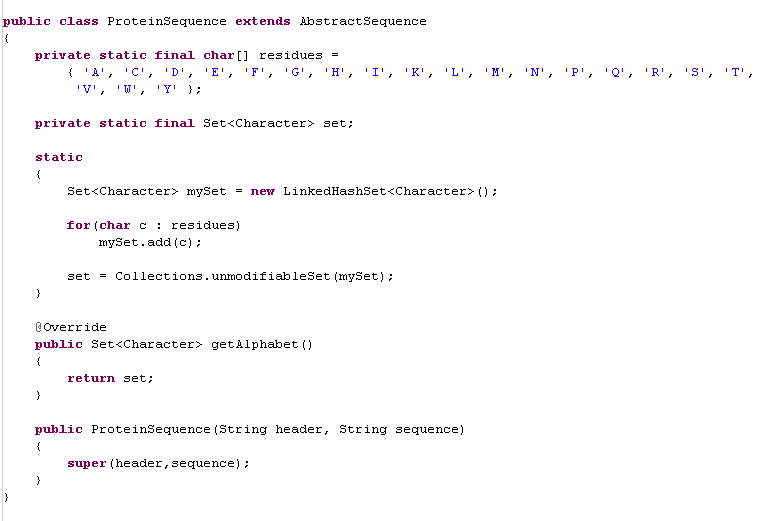 public class ProteinSequence extends AbstractSequence
{
    private static final char[] residues =
        { 'A', 'C', 'D', 'E', 'F', 'G', 'H', 'I', 'K', 'L', 'M', 'N', 'P', 'Q', 'R', 'S', 'T',
         'V', 'W', 'Y' };

    private static final Set<Character> set;

    static
    {
        Set<Character> mySet = new LinkedHashSet<Character>();

        for(char c : residues)
            mySet.add(c);

        set = Collections.unmodifiableSet(mySet);
    }

    @Override
    public Set<Character> getAlphabet()
    {
        return set;
    }

    public ProteinSequence(String header, String sequence)
    {
        super(header,sequence);
    }
}